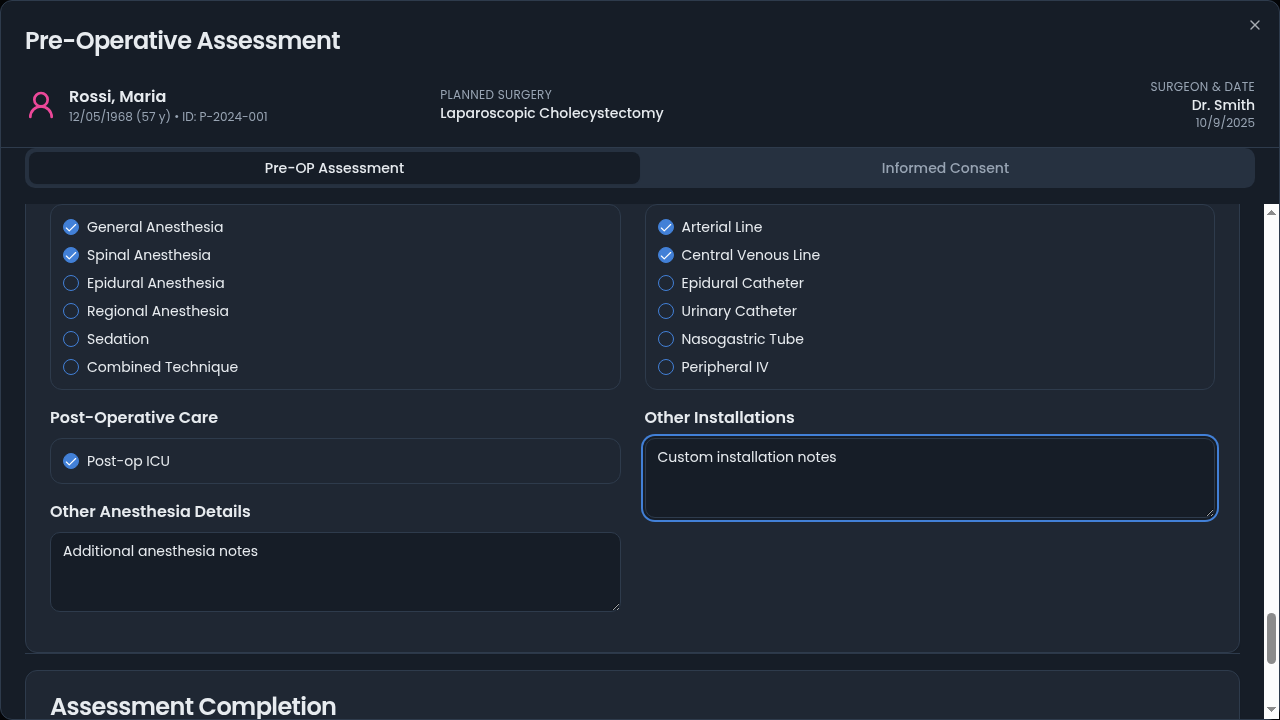 Pre-Operative Assessment
Rossi, Maria
12/05/1968 (57 y) • ID: P-2024-001
PLANNED SURGERY
Laparoscopic Cholecystectomy
SURGEON & DATE
Dr. Smith
10/9/2025
Pre-OP Assessment
Informed Consent
General Anesthesia
Spinal Anesthesia
Epidural Anesthesia
Regional Anesthesia
Sedation
Combined Technique
Arterial Line
Central Venous Line
Epidural Catheter
Urinary Catheter
Nasogastric Tube
Peripheral IV
Post-Operative Care
Post-op ICU
Other Anesthesia Details
Additional anesthesia notes
Other Installations
Custom installation notes
Assessment Completion